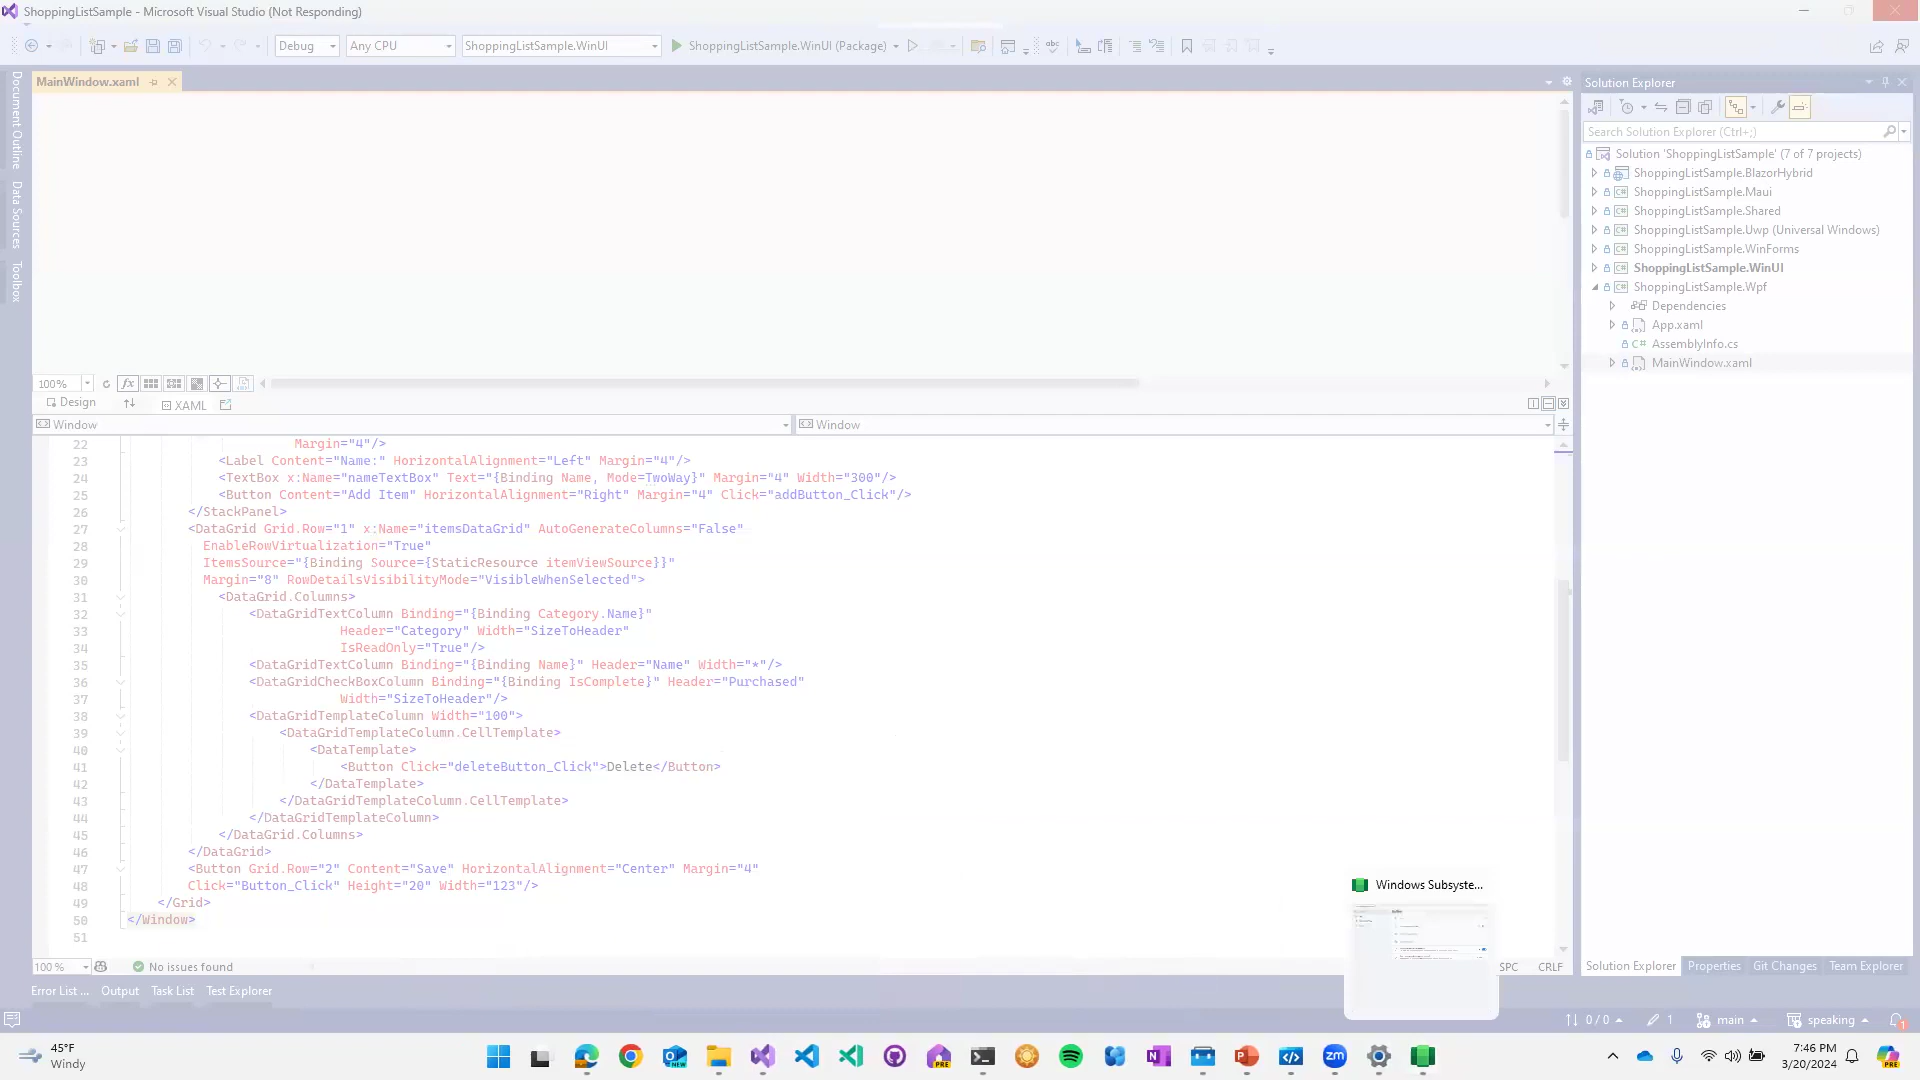 ShoppingListSample - Microsoft Visual Studio (Not Responding)
Debug
Any CPU
ShoppingListSample.WinUI
ShoppingListSample.WinUI (Package)
Document Outline
Data Sources
Toolbox
MainWindow.xaml
100%
fx
Design
XAML
Window
Window
22 Margin="4"/>
23 <Label Content="Name:" HorizontalAlignment="Left" Margin="4"/>
24 <TextBox x:Name="nameTextBox" Text="{Binding Name, Mode=TwoWay}" Margin="4" Width="300"/>
25 <Button Content="Add Item" HorizontalAlignment="Right" Margin="4" Click="addButton_Click"/>
26 </StackPanel>
27 <DataGrid Grid.Row="1" x:Name="itemsDataGrid" AutoGenerateColumns="False"
28 EnableRowVirtualization="True"
29 ItemsSource="{Binding Source={StaticResource itemViewSource}}"
30 Margin="8" RowDetailsVisibilityMode="VisibleWhenSelected">
31 <DataGrid.Columns>
32 <DataGridTextColumn Binding="{Binding Category.Name}"
33 Header="Category" Width="SizeToHeader"
34 IsReadOnly="True"/>
35 <DataGridTextColumn Binding="{Binding Name}" Header="Name" Width="*"/>
36 <DataGridCheckBoxColumn Binding="{Binding IsComplete}" Header="Purchased"
37 Width="SizeToHeader"/>
38 <DataGridTemplateColumn Width="100">
39 <DataGridTemplateColumn.CellTemplate>
40 <DataTemplate>
41 <Button Click="deleteButton_Click">Delete</Button>
42 </DataTemplate>
43 </DataGridTemplateColumn.CellTemplate>
44 </DataGridTemplateColumn>
45 </DataGrid.Columns>
46 </DataGrid>
47 <Button Grid.Row="2" Content="Save" HorizontalAlignment="Center" Margin="4"
48 Click="Button_Click" Height="20" Width="123"/>
49 </Grid>
50 </Window>
51
100 %
No issues found
SPC
CRLF
Error List ...
Output
Task List
Test Explorer
Solution Explorer
Search Solution Explorer (Ctrl+;)
Solution 'ShoppingListSample' (7 of 7 projects)
ShoppingListSample.BlazorHybrid
ShoppingListSample.Maui
ShoppingListSample.Shared
ShoppingListSample.Uwp (Universal Windows)
ShoppingListSample.WinForms
ShoppingListSample.WinUI
ShoppingListSample.Wpf
Dependencies
App.xaml
C# AssemblyInfo.cs
MainWindow.xaml
Windows Subsyste...
Solution Explorer
Properties
Git Changes
Team Explorer
0 / 0
1
main
speaking
1
45°F
Windy
NEW
PRE
zm
7:46 PM
3/20/2024
PRE